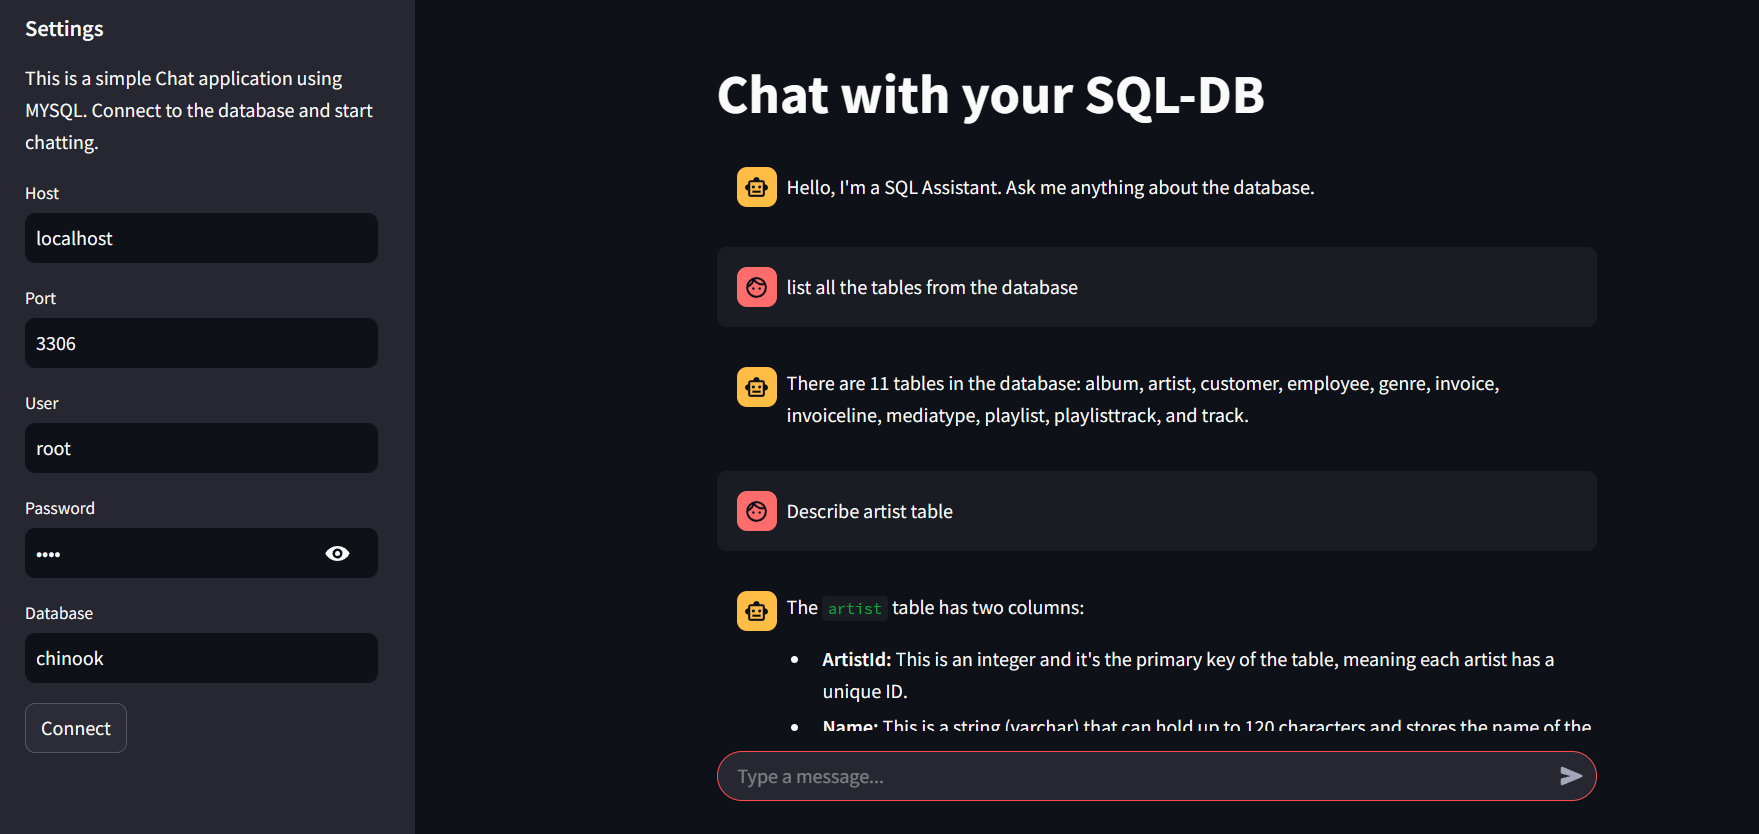 Settings
This is a simple Chat application using
MYSQL. Connect to the database and start
chatting.
Host
localhost
Port
3306
User
root
Password
••••
Database
chinook
Connect
Chat with your SQL-DB
Hello, I'm a SQL Assistant. Ask me anything about the database.
list all the tables from the database
There are 11 tables in the database: album, artist, customer, employee, genre, invoice,
invoiceline, mediatype, playlist, playlisttrack, and track.
Describe artist table
The artist table has two columns:
• ArtistId: This is an integer and it's the primary key of the table, meaning each artist has a
unique ID.
• Name: This is a string (varchar) that can hold up to 120 characters and stores the name of the
Type a message...